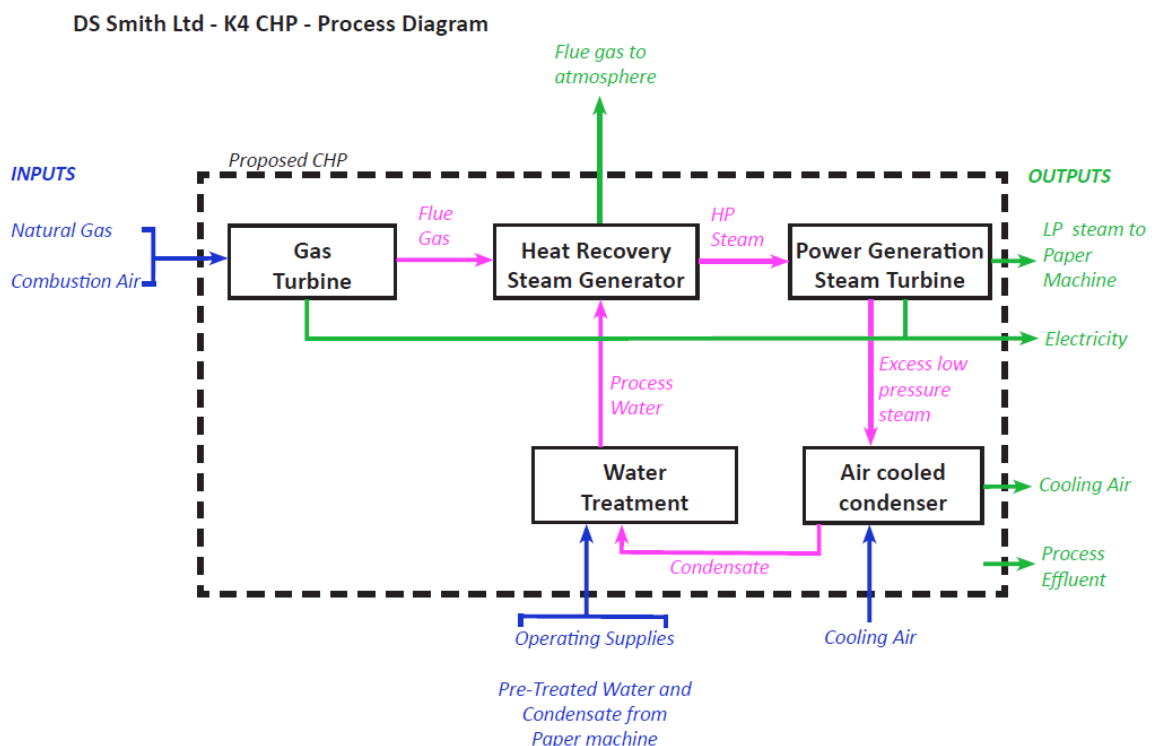 DS Smith Ltd - K4 CHP - Process Diagram
Flue gas to
atmosphere
Proposed CHP
INPUTS
OUTPUTS
Natural Gas
Combustion Air
Gas
Turbine
Flue
Gas
Heat Recovery
Steam Generator
HP
Steam
Power Generation
Steam Turbine
LP steam to
Paper
Machine
Electricity
Process
Water
Excess low
pressure
steam
Water
Treatment
Air cooled
condenser
Cooling Air
Condensate
Process
Effluent
Operating Supplies
Cooling Air
Pre-Treated Water and
Condensate from
Paper machine